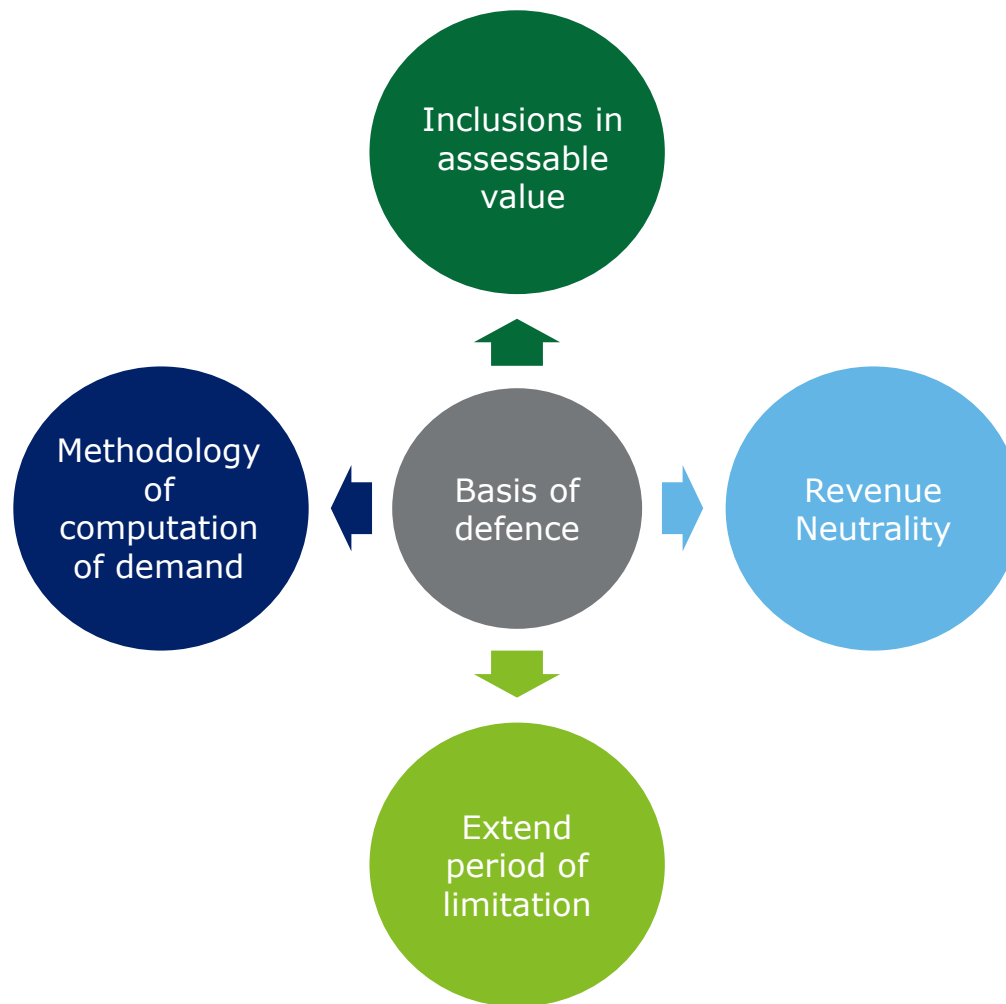 Inclusions in
assessable
value
Methodology
of
computation
of demand
Basis of
defence
Revenue
Neutrality
Extend
period of
limitation